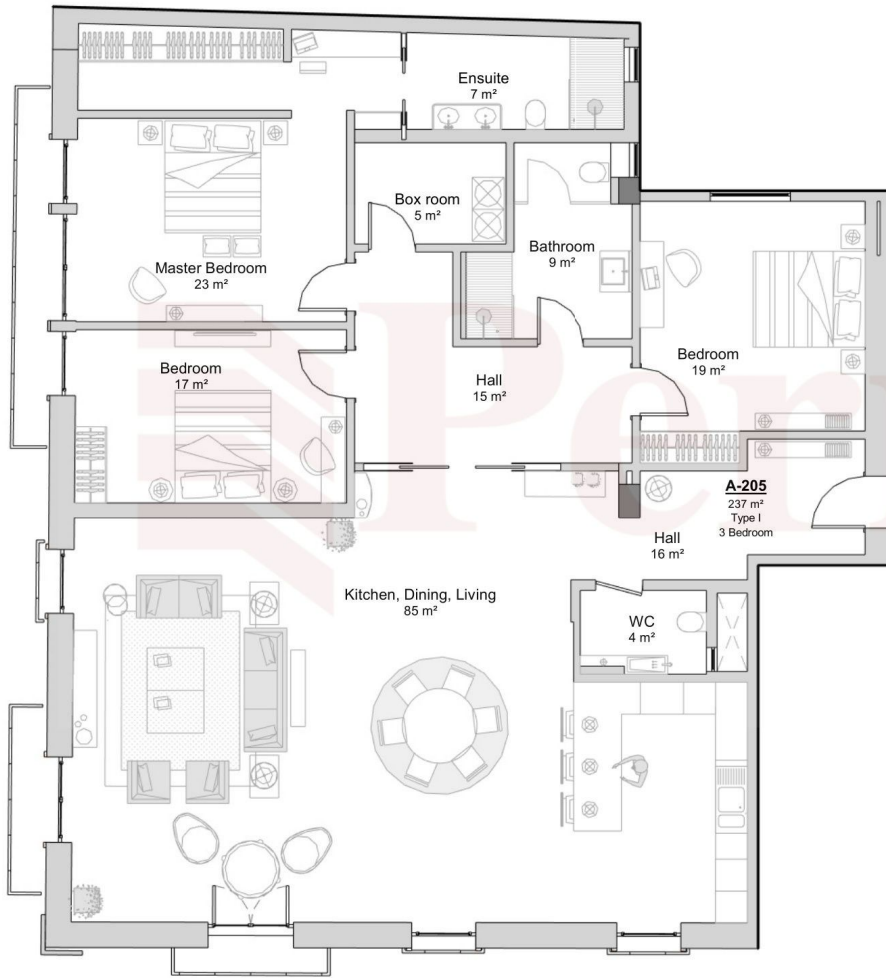 Ensuite
7 m²
Box room
5 m²
Bathroom
9 m²
Master Bedroom
23 m²
Bedroom
19 m²
Bedroom
17 m²
Hall
15 m²
A-205
237 m²
Type I
3 Bedroom
Hall
16 m²
Kitchen, Dining, Living
85 m²
WC
4 m²